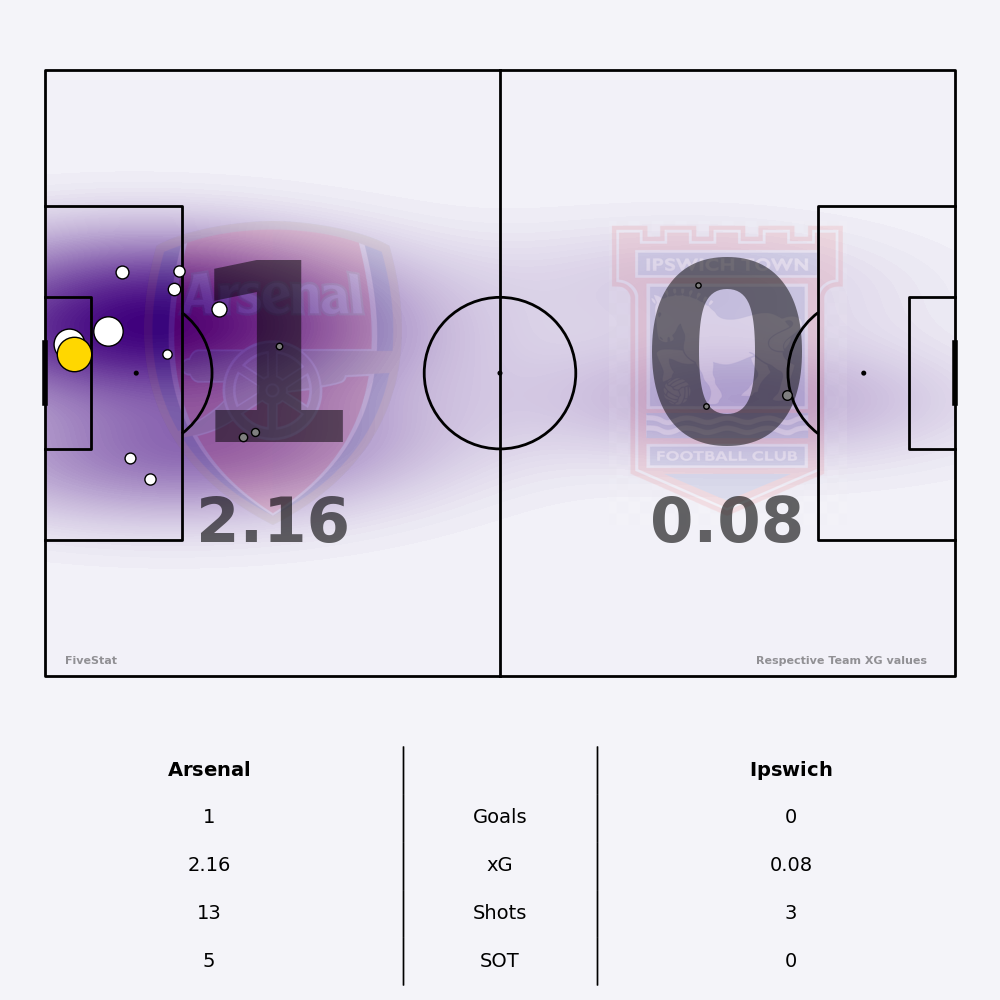 Arsenal
IPSWICH TOWN
1
0
FOOTBALL CLUB
2.16
0.08
FiveStat
Respective Team XG values
Arsenal
Ipswich
1
Goals
0
2.16
xG
0.08
13
Shots
3
5
SOT
0